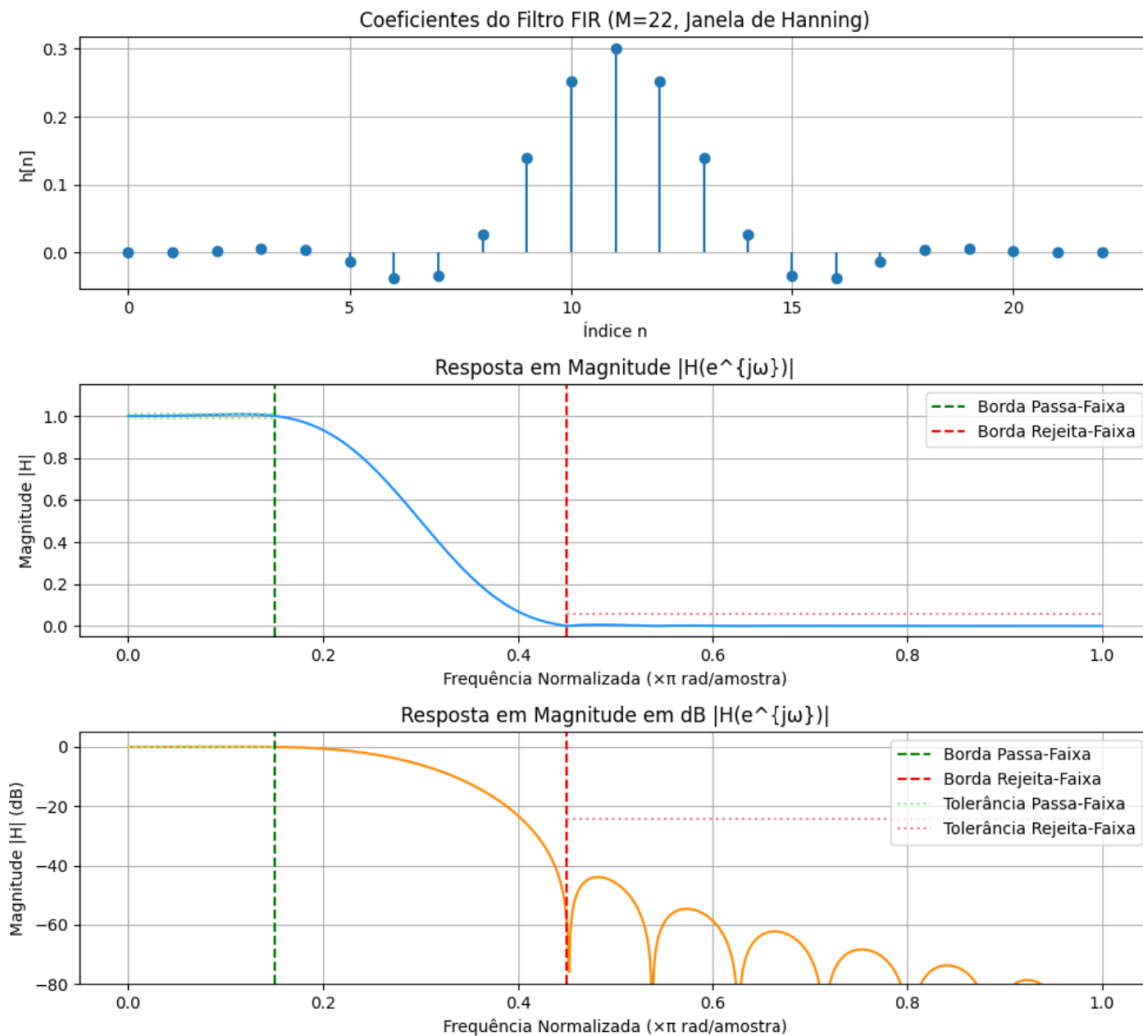 Coeficientes do Filtro FIR (M=22, Janela de Hanning)
0.3
0.2
0.1
0.0
h[n]
0 5 10 15 20
Índice n
Resposta em Magnitude |H(e^{jω})|
1.0
0.8
0.6
0.4
0.2
0.0
Magnitude |H|
Borda Passa-Faixa
Borda Rejeita-Faixa
0.0 0.2 0.4 0.6 0.8 1.0
Frequência Normalizada (×π rad/amostra)
Resposta em Magnitude em dB |H(e^{jω})|
0
−20
−40
−60
−80
Magnitude |H| (dB)
Borda Passa-Faixa
Borda Rejeita-Faixa
Tolerância Passa-Faixa
Tolerância Rejeita-Faixa
0.0 0.2 0.4 0.6 0.8 1.0
Frequência Normalizada (×π rad/amostra)